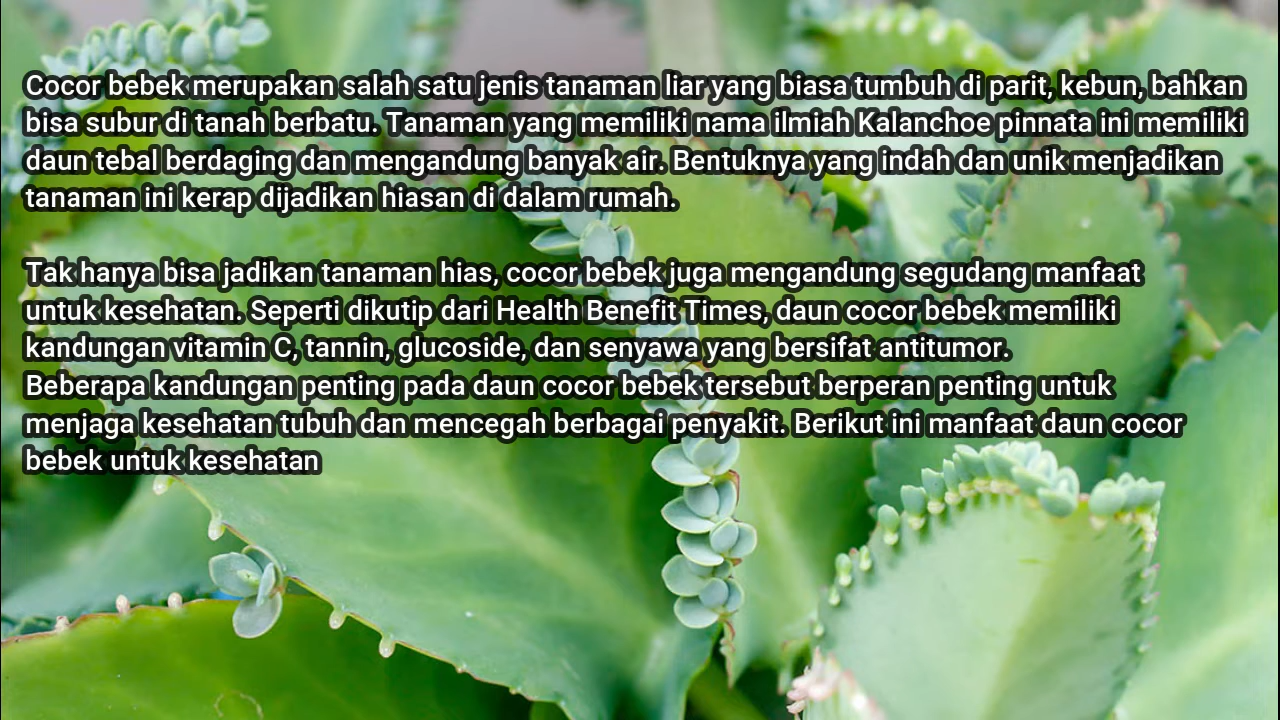 Cocor bebek merupakan salah satu jenis tanaman liar yang biasa tumbuh di parit, kebun, bahkan
bisa subur di tanah berbatu. Tanaman yang memiliki nama ilmiah Kalanchoe pinnata ini memiliki
daun tebal berdaging dan mengandung banyak air. Bentuknya yang indah dan unik menjadikan
tanaman ini kerap dijadikan hiasan di dalam rumah.
Tak hanya bisa jadikan tanaman hias, cocor bebek juga mengandung segudang manfaat
untuk kesehatan. Seperti dikutip dari Health Benefit Times, daun cocor bebek memiliki
kandungan vitamin C, tannin, glucoside, dan senyawa yang bersifat antitumor.
Beberapa kandungan penting pada daun cocor bebek tersebut berperan penting untuk
menjaga kesehatan tubuh dan mencegah berbagai penyakit. Berikut ini manfaat daun cocor
bebek untuk kesehatan